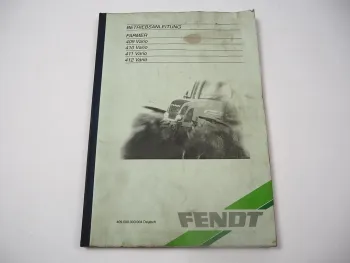 BETRIEBSANLEITUNG
FARMER
409 Vario
410 Vario
411 Vario
412 Vario
FENDT